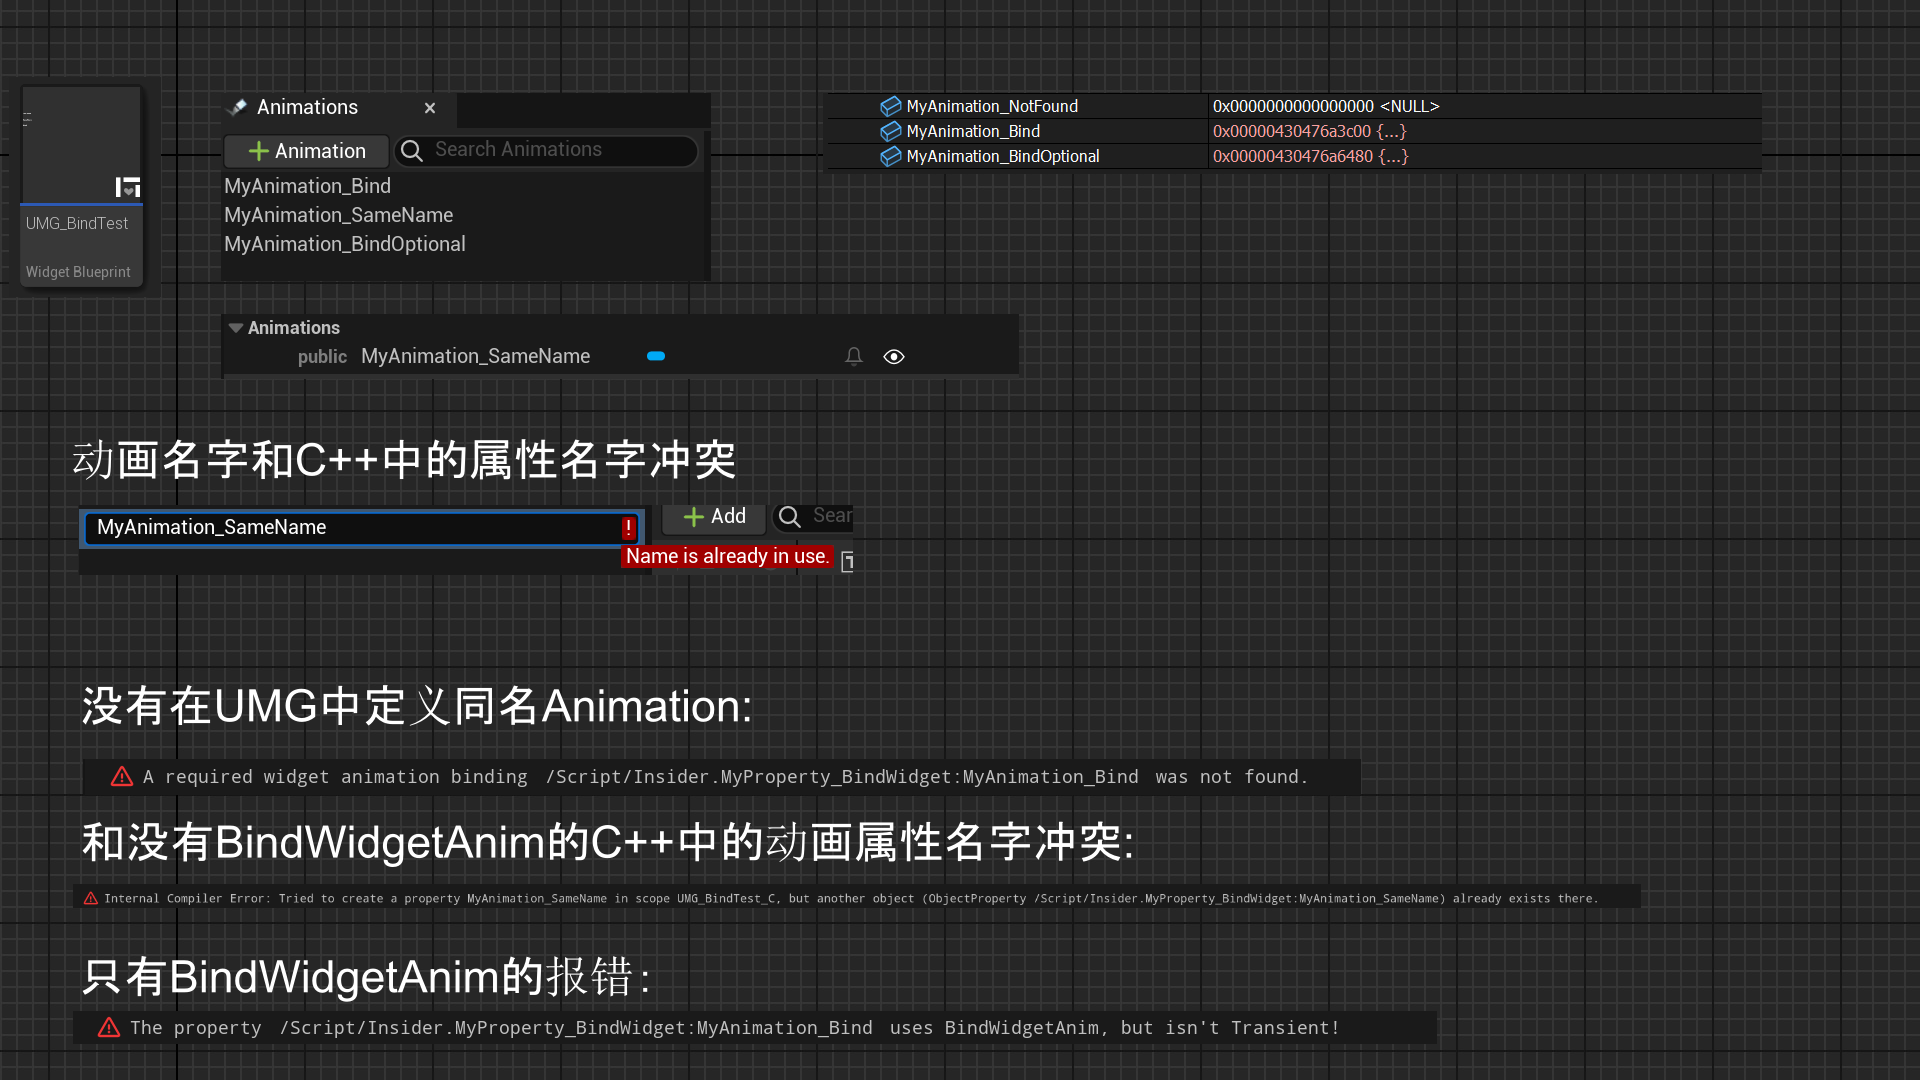 Animations
Animation
Search Animations
MyAnimation_Bind
MyAnimation_SameName
MyAnimation_BindOptional
UMG_BindTest
Widget Blueprint
MyAnimation_NotFound 0x0000000000000000 <NULL>
MyAnimation_Bind 0x00000430476a3c00 {...}
MyAnimation_BindOptional 0x00000430476a6480 {...}
Animations
public MyAnimation_SameName
动画名字和C++中的属性名字冲突
MyAnimation_SameName !
Add
Sear
Name is already in use.
没有在UMG中定义同名Animation:
A required widget animation binding /Script/Insider.MyProperty_BindWidget:MyAnimation_Bind was not found.
和没有BindWidgetAnim的C++中的动画属性名字冲突:
Internal Compiler Error: Tried to create a property MyAnimation_SameName in scope UMG_BindTest_C, but another object (ObjectProperty /Script/Insider.MyProperty_BindWidget:MyAnimation_SameName) already exists there.
只有BindWidgetAnim的报错:
The property /Script/Insider.MyProperty_BindWidget:MyAnimation_Bind uses BindWidgetAnim, but isn't Transient!